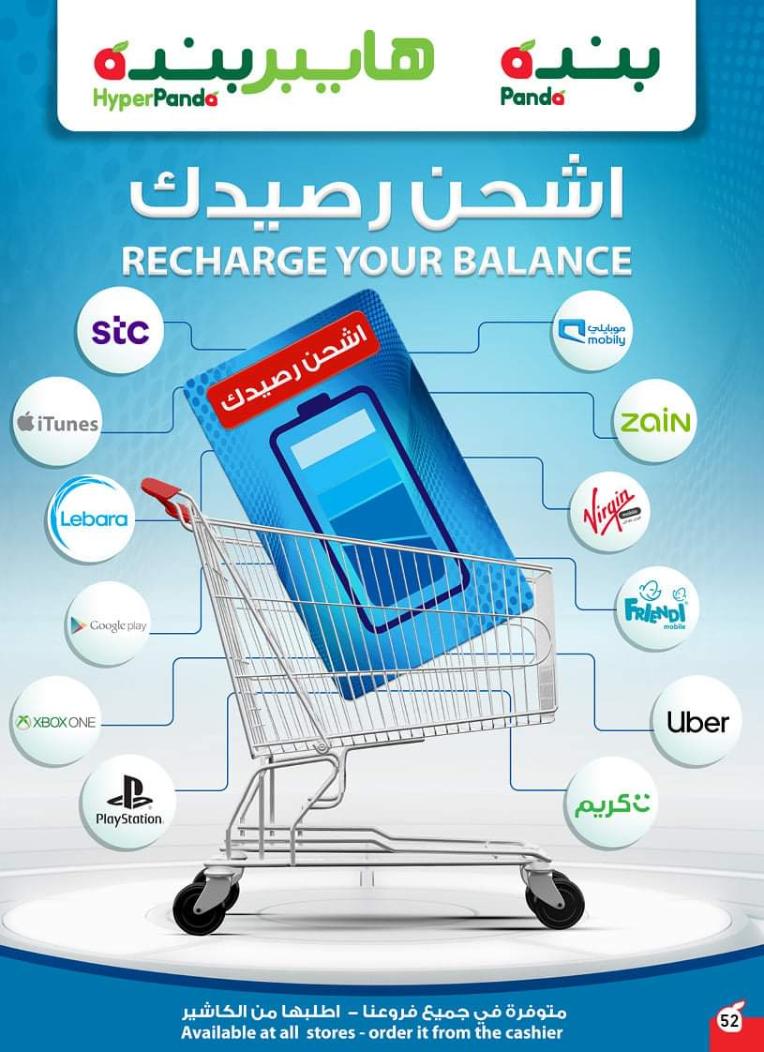 هايبربنده
HyperPanda
بنده
Panda
اشحن رصيدك
RECHARGE YOUR BALANCE
stc
اشحن رصيدك
موبايلي
mobily
iTunes
zain
Lebara
Virgin
mobile
Google play
FRiENDi
mobile
XBOX ONE
Uber
PlayStation
كريم
متوفرة في جميع فروعنا – اطلبها من الكاشير
Available at all stores - order it from the cashier
52